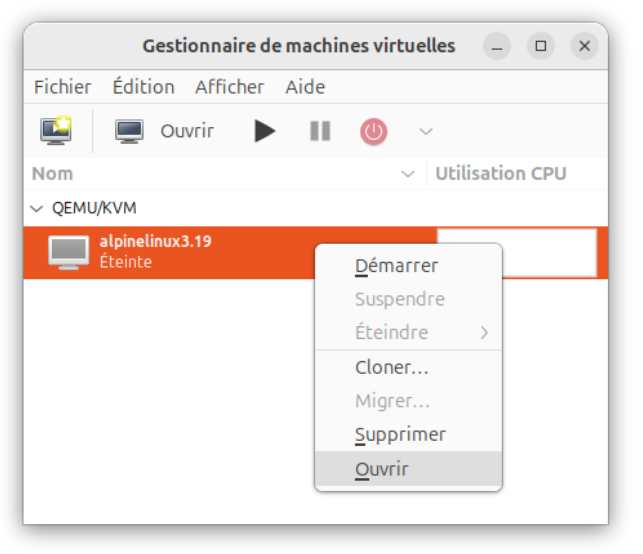 Gestionnaire de machines virtuelles
Fichier Édition Afficher Aide
Ouvrir
Nom Utilisation CPU
QEMU/KVM
alpinelinux3.19
Éteinte
Démarrer
Suspendre
Éteindre
Cloner...
Migrer...
Supprimer
Ouvrir